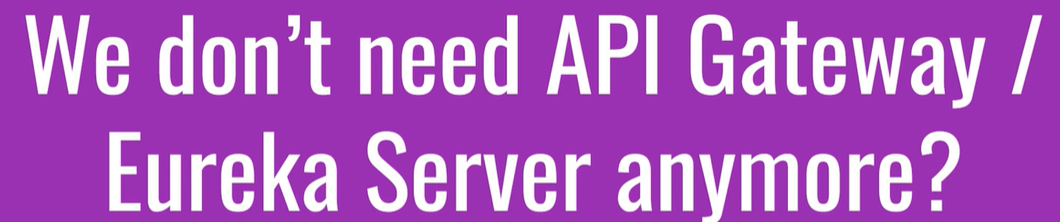 We don’t need API Gateway /
Eureka Server anymore?